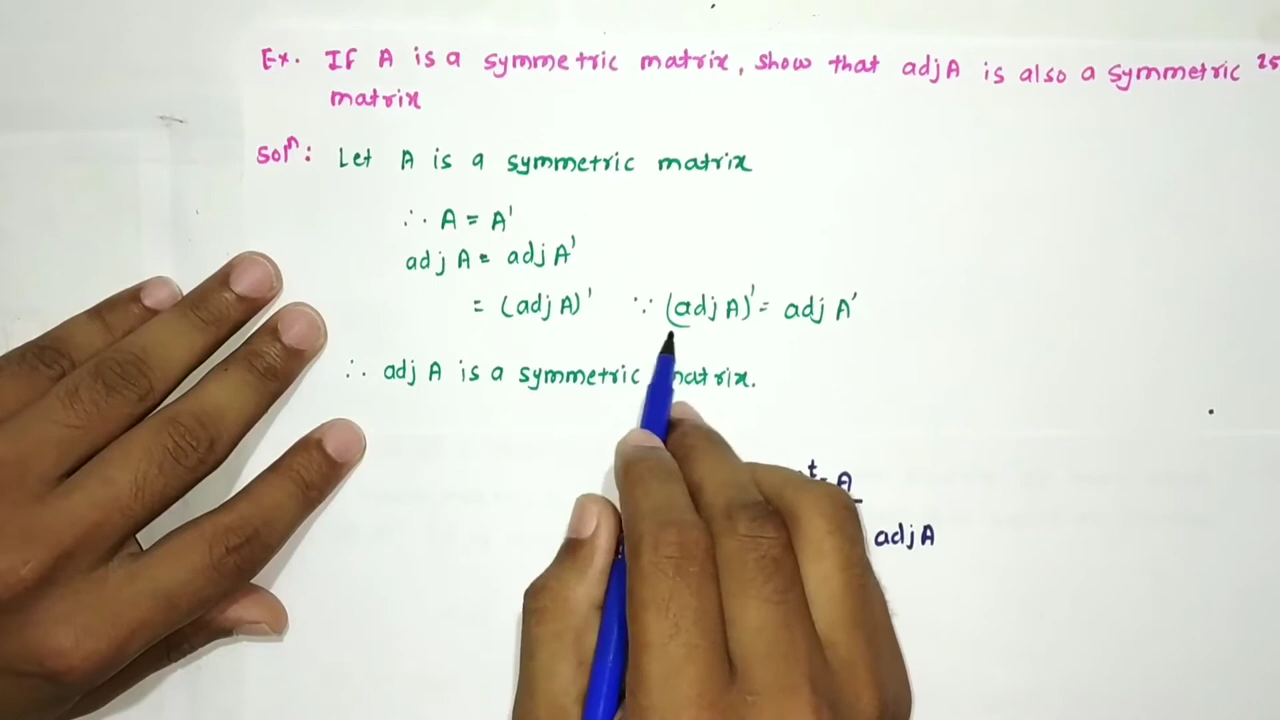 Ex. If A is a symmetric matrix, show that adj A is also a symmetric 25
matrix
Solⁿ: Let A is a symmetric matrix
∴ A = A'
adj A = adj A'
= (adj A)' ∵ (adj A)' = adj A'
∴ adj A is a symmetric matrix.
t = A
adj A